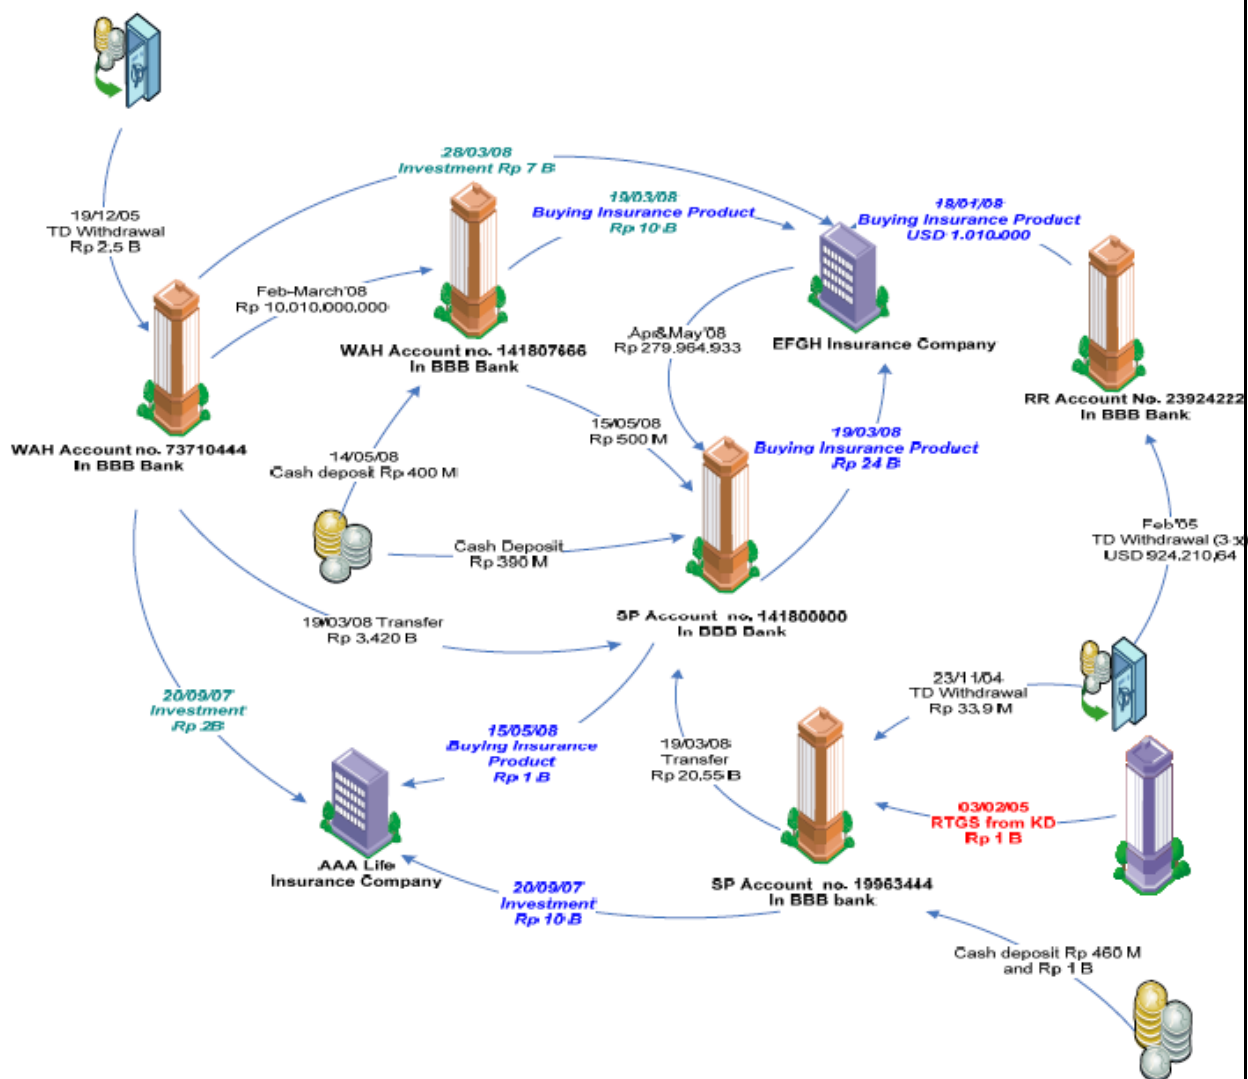 28/03/08
Investment Rp 7 B
19/03/08
Buying Insurance Product
Rp 10 B
18/01/08
Buying Insurance Product
USD 1.010.000
19/12/05
TD Withdrawal
Rp 2.5 B
Feb-March'08
Rp 10.010.000.000
WAH Account no. 141807666
In BBB Bank
Apr&May'08
Rp 279.964.933
EFGH Insurance Company
RR Account No. 23924222
In BBB Bank
WAH Account no. 73710444
In BBB Bank
14/05/08
Cash deposit Rp 400 M
15/05/08
Rp 500 M
19/03/08
Buying Insurance Product
Rp 24 B
Cash Deposit
Rp 390 M
Feb'05
TD Withdrawal (3 x
USD 924,210,64
19/03/08 Transfer
Rp 3.420 B
SP Account no. 141800000
In BBB Bank
20/09/07
Investment
Rp 2B
15/05/08
Buying Insurance
Product
Rp 1 B
19/03/08
Transfer
Rp 20.55 B
23/11/04
TD Withdrawal
Rp 33.9 M
03/02/05
RTGS from KD
Rp 1 B
AAA Life
Insurance Company
20/09/07
Investment
Rp 10 B
SP Account no. 19963444
In BBB bank
Cash deposit Rp 460 M
and Rp 1 B